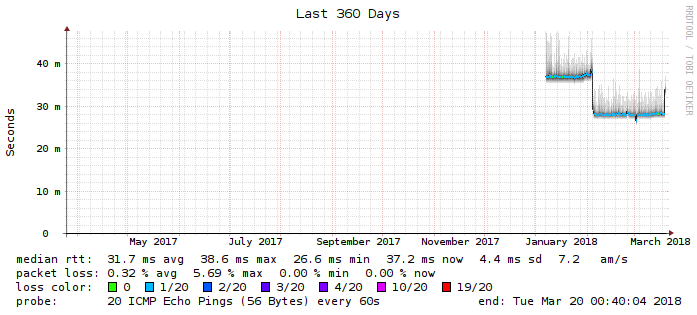 Last 360 Days
RRDTOOL / TOBI OETIKER
Seconds
40 m
30 m
20 m
10 m
0
May 2017 July 2017 September 2017 November 2017 January 2018 March 2018
median rtt: 31.7 ms avg 38.6 ms max 26.6 ms min 37.2 ms now 4.4 ms sd 7.2 am/s
packet loss: 0.32 % avg 5.69 % max 0.00 % min 0.00 % now
loss color: 0 1/20 2/20 3/20 4/20 10/20 19/20
probe: 20 ICMP Echo Pings (56 Bytes) every 60s end: Tue Mar 20 00:40:04 2018